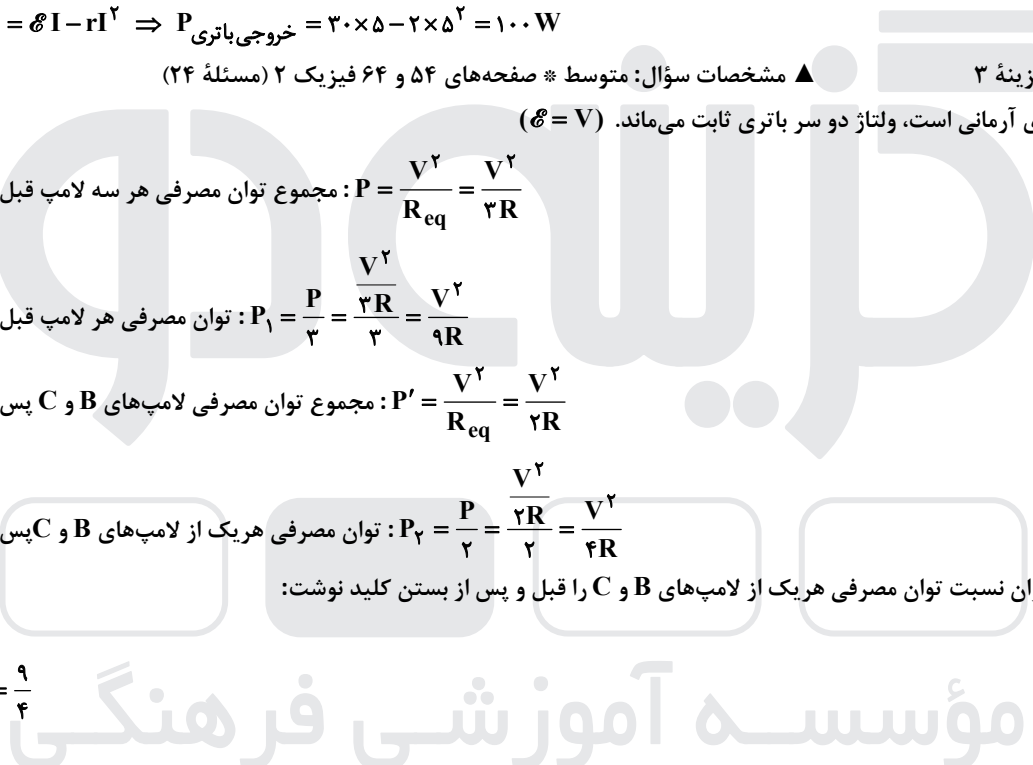 = ℰI − rI² ⇒ P خروجی باتری = ۳۰×۵ − ۲×۵² = ۱۰۰W
▲ مشخصات سؤال: متوسط * صفحه‌های ۵۴ و ۶۴ فیزیک ۲ (مسئلهٔ ۲۴)
آرمانی است، ولتاژ دو سر باتری ثابت می‌ماند. (ℰ = V)
مجموع توان مصرفی هر سه لامپ قبل : P = V²/R_eq = V²/۳R
توان مصرفی هر لامپ قبل : P₁ = P/۳ = (V²/۳R)/۳ = V²/۹R
مجموع توان مصرفی لامپ‌های B و C پس : P′ = V²/R_eq = V²/۲R
توان مصرفی هریک از لامپ‌های B و C پس : P₂ = P/۲ = (V²/۲R)/۲ = V²/۴R
نسبت توان مصرفی هریک از لامپ‌های B و C را قبل و پس از بستن کلید نوشت:
= ۹/۴
گزینه دو
مؤسسه آموزشی فرهنگی